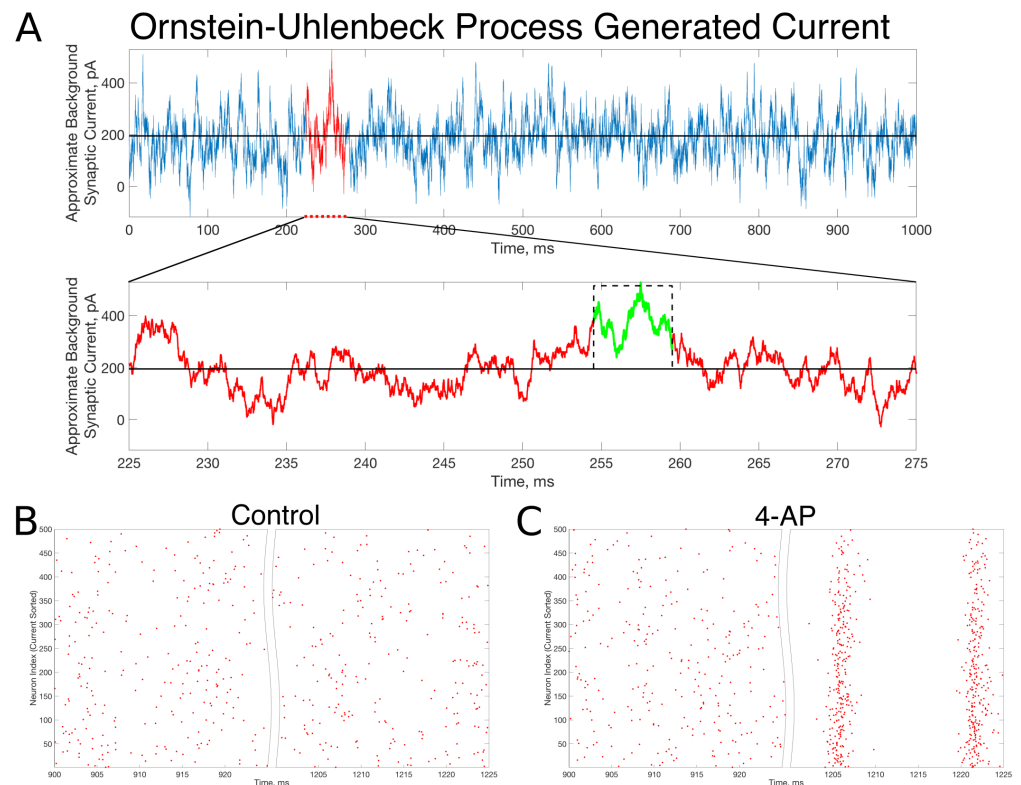 A
Ornstein-Uhlenbeck Process Generated Current
Approximate Background
Synaptic Current, pA
400
200
0
0 100 200 300 400 500 600 700 800 900 1000
Time, ms
Approximate Background
Synaptic Current, pA
400
200
0
225 230 235 240 245 250 255 260 265 270 275
Time, ms
B
Control
Neuron Index (Current Sorted)
500
450
400
350
300
250
200
150
100
50
900 905 910 915 920 1205 1210 1215 1220 1225
Time, ms
C
4-AP
Neuron Index (Current Sorted)
500
450
400
350
300
250
200
150
100
50
900 905 910 915 920 1205 1210 1215 1220 1225
Time, ms